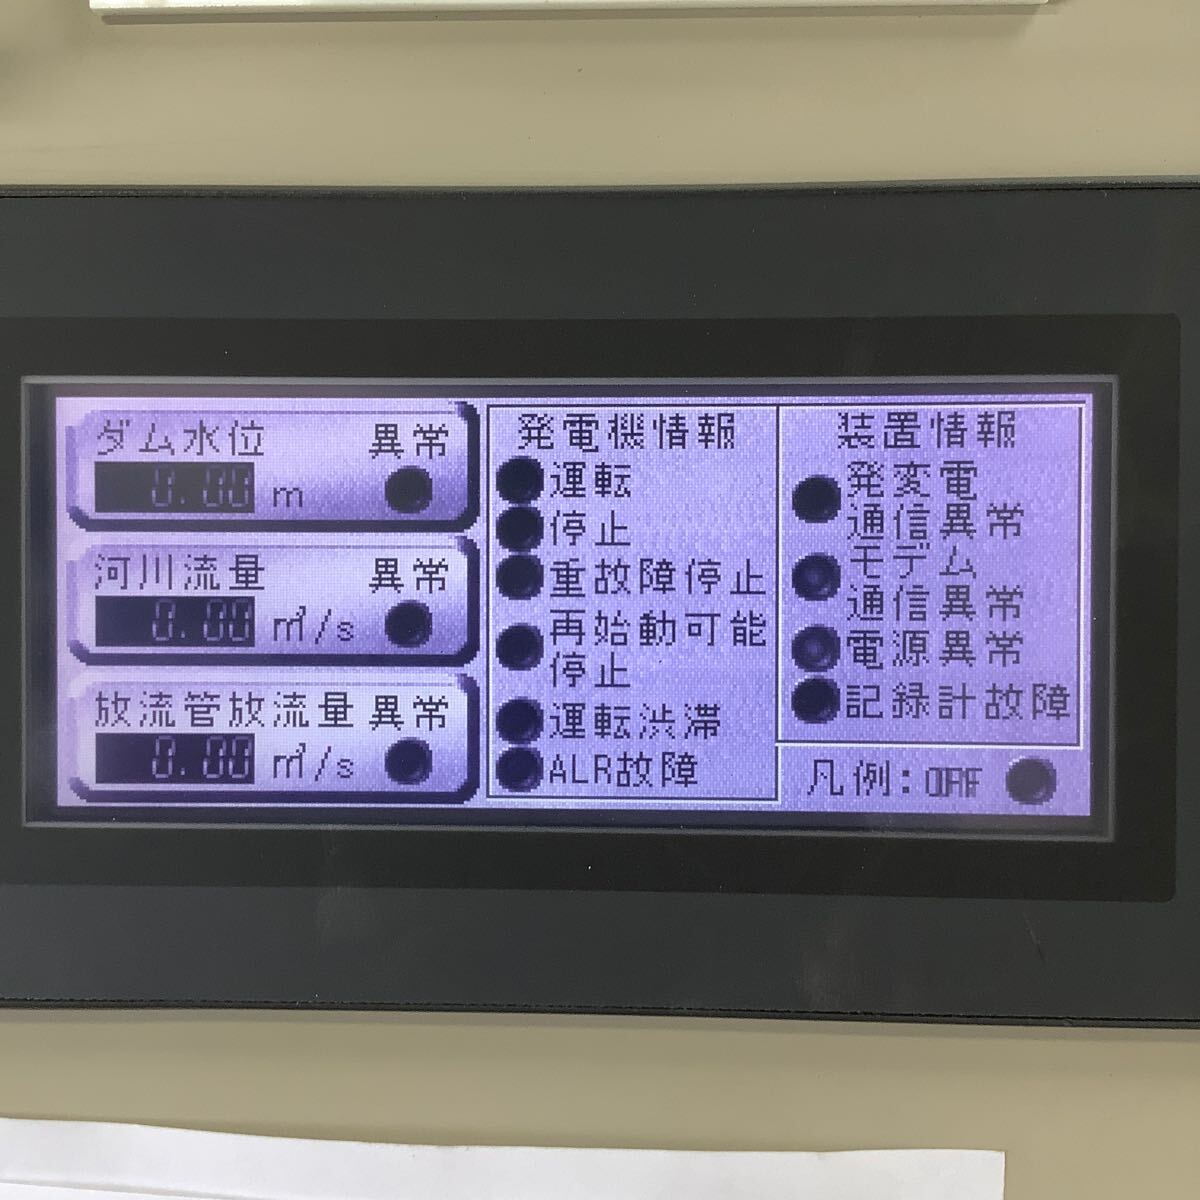 ダム水位 異常
0.00 m
河川流量 異常
0.00 m³/s
放流管放流量 異常
0.00 m³/s
発電機情報
運転
停止
重故障停止
再始動可能
停止
運転渋滞
ALR故障
装置情報
発変電
通信異常
モデム
通信異常
電源異常
記録計故障
凡例: